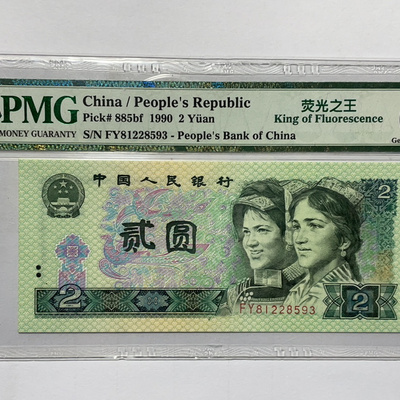 PMG
MONEY GUARANTY
China / People's Republic
Pick# 885bf 1990 2 Yüan
S/N FY81228593 - People's Bank of China
荧光之王
King of Fluorescence
中国人民银行
贰圆
2
2
2
FY81228593